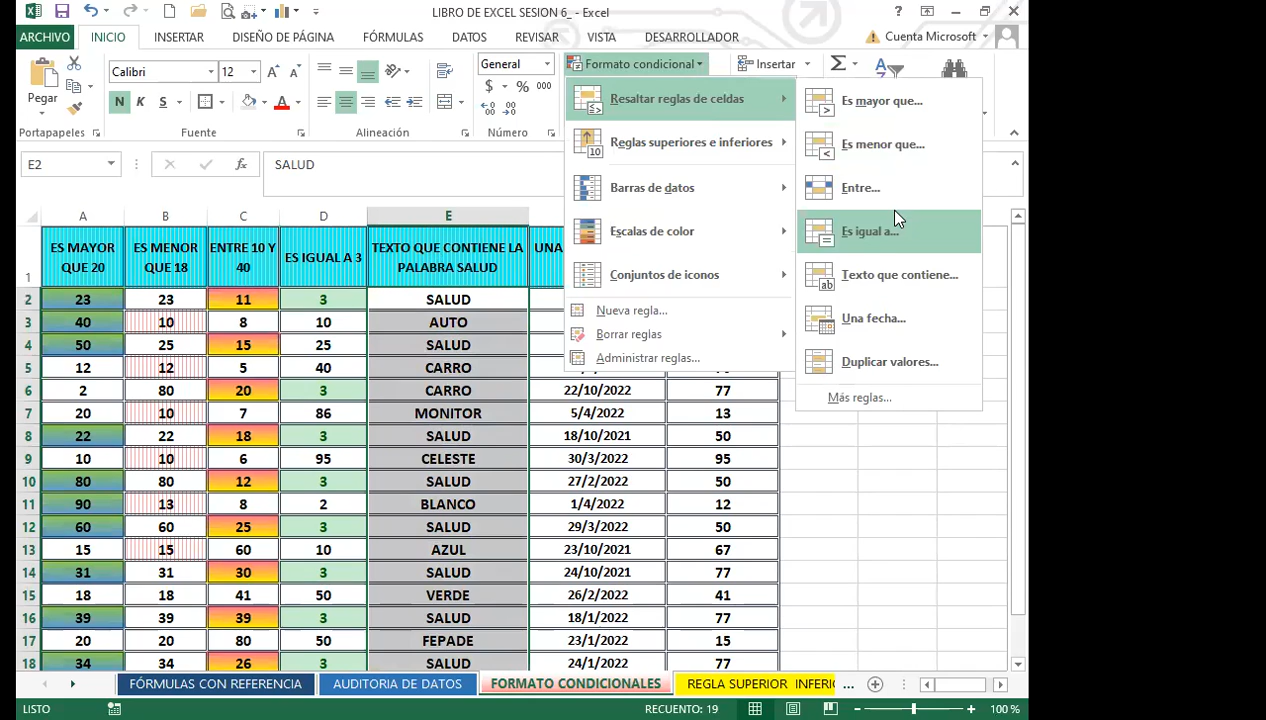 LIBRO DE EXCEL SESION 6_ - Excel
ARCHIVO INICIO INSERTAR DISEÑO DE PÁGINA FÓRMULAS DATOS REVISAR VISTA DESARROLLADOR Cuenta Microsoft
Pegar
Calibri 12
N K S
General
$ % 000
Portapapeles Fuente Alineación Número
Formato condicional
Insertar
Resaltar reglas de celdas
Reglas superiores e inferiores
Barras de datos
Escalas de color
Conjuntos de iconos
Nueva regla...
Borrar reglas
Administrar reglas...
Es mayor que...
Es menor que...
Entre...
Es igual a...
Texto que contiene...
Una fecha...
Duplicar valores...
Más reglas...
E2 SALUD
A B C D E
1 ES MAYOR QUE 20 ES MENOR QUE 18 ENTRE 10 Y 40 ES IGUAL A 3 TEXTO QUE CONTIENE LA PALABRA SALUD UNA
2 23 23 11 3 SALUD
3 40 10 8 10 AUTO
4 50 25 15 25 SALUD
5 12 12 5 40 CARRO
6 2 80 20 3 CARRO 22/10/2022 77
7 20 10 7 86 MONITOR 5/4/2022 13
8 22 22 18 3 SALUD 18/10/2021 50
9 10 10 6 95 CELESTE 30/3/2022 95
10 80 80 12 3 SALUD 27/2/2022 50
11 90 13 8 2 BLANCO 1/4/2022 12
12 60 60 25 3 SALUD 29/3/2022 50
13 15 15 60 10 AZUL 23/10/2021 67
14 31 31 30 3 SALUD 24/10/2021 77
15 18 18 41 50 VERDE 26/2/2022 41
16 39 39 39 3 SALUD 18/1/2022 77
17 20 20 80 50 FEPADE 23/1/2022 15
18 34 34 26 3 SALUD 24/1/2022 77
FÓRMULAS CON REFERENCIA AUDITORIA DE DATOS FORMATO CONDICIONALES REGLA SUPERIOR INFERIO ...
LISTO RECUENTO: 19 100 %